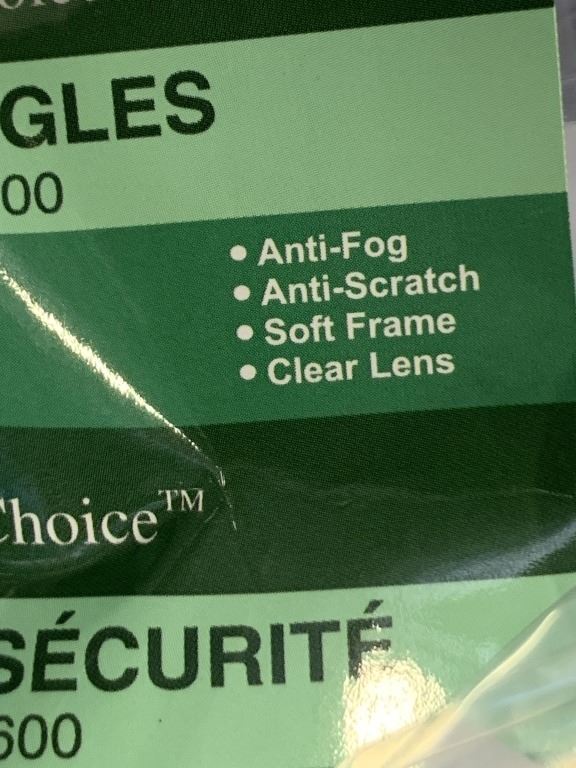 GLES
00
• Anti-Fog
• Anti-Scratch
• Soft Frame
• Clear Lens
Choice™
SÉCURITÉ
600